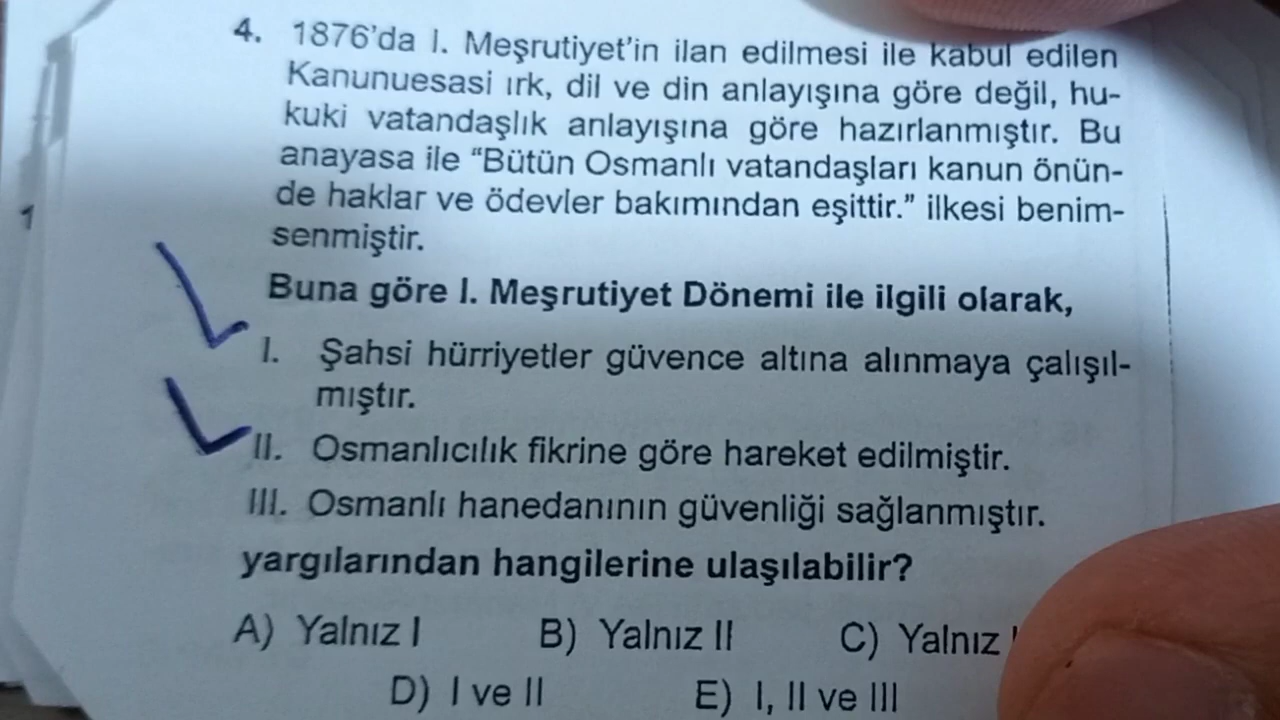 4. 1876'da I. Meşrutiyet'in ilan edilmesi ile kabul edilen
Kanunuesasi ırk, dil ve din anlayışına göre değil, hu-
kuki vatandaşlık anlayışına göre hazırlanmıştır. Bu
anayasa ile “Bütün Osmanlı vatandaşları kanun önün-
de haklar ve ödevler bakımından eşittir.” ilkesi benim-
senmiştir.
Buna göre I. Meşrutiyet Dönemi ile ilgili olarak,
I. Şahsi hürriyetler güvence altına alınmaya çalışıl-
mıştır.
II. Osmanlıcılık fikrine göre hareket edilmiştir.
III. Osmanlı hanedanının güvenliği sağlanmıştır.
yargılarından hangilerine ulaşılabilir?
A) Yalnız I B) Yalnız II C) Yalnız
D) I ve II E) I, II ve III